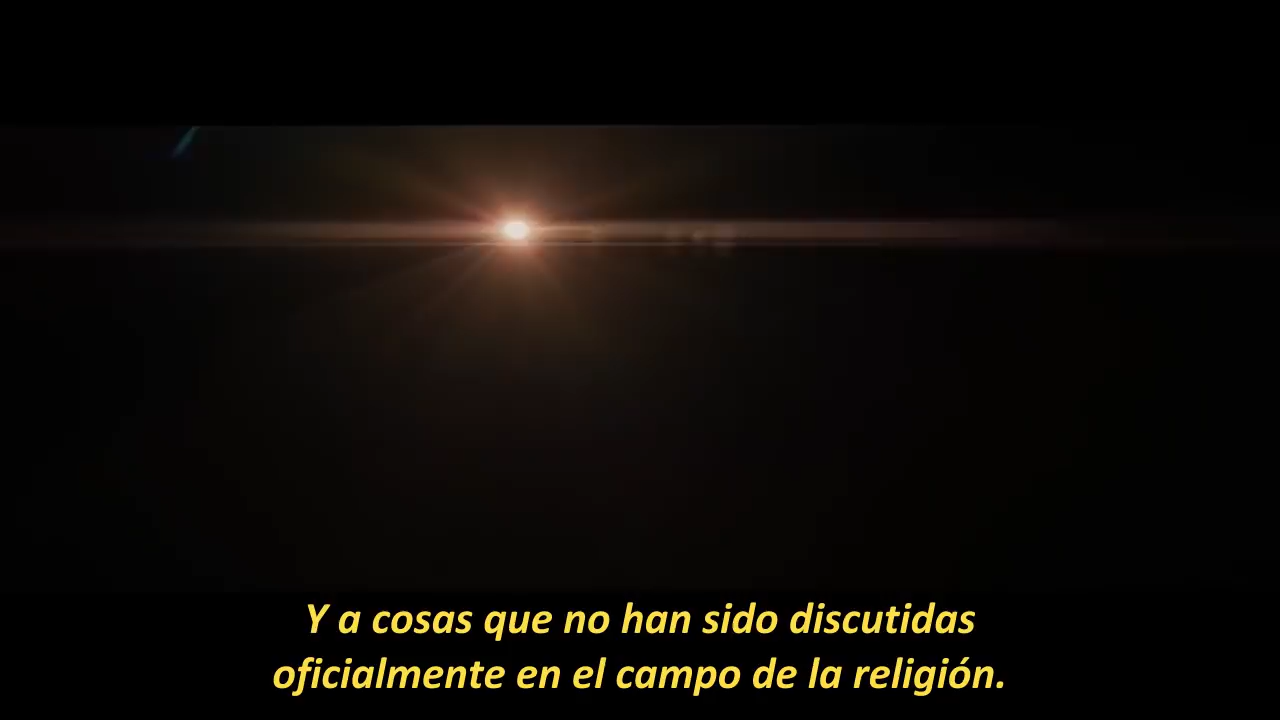 Y a cosas que no han sido discutidas
oficialmente en el campo de la religión.